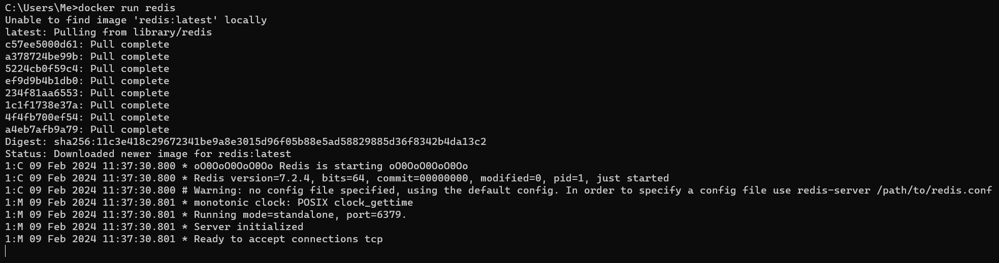 C:\Users\Me>docker run redis
Unable to find image 'redis:latest' locally
latest: Pulling from library/redis
c57ee5000d61: Pull complete
a378724be99b: Pull complete
5224cb0f59c4: Pull complete
ef9d9b4b1db0: Pull complete
234f81aa6553: Pull complete
1c1f1738e37a: Pull complete
4f4fb700ef54: Pull complete
a4eb7afb9a79: Pull complete
Digest: sha256:11c3e418c29672341be9a8e3015d96f05b88e5ad58829885d36f8342b4da13c2
Status: Downloaded newer image for redis:latest
1:C 09 Feb 2024 11:37:30.800 * oO0OoO0OoO0Oo Redis is starting oO0OoO0OoO0Oo
1:C 09 Feb 2024 11:37:30.800 * Redis version=7.2.4, bits=64, commit=00000000, modified=0, pid=1, just started
1:C 09 Feb 2024 11:37:30.800 # Warning: no config file specified, using the default config. In order to specify a config file use redis-server /path/to/redis.conf
1:M 09 Feb 2024 11:37:30.801 * monotonic clock: POSIX clock_gettime
1:M 09 Feb 2024 11:37:30.801 * Running mode=standalone, port=6379.
1:M 09 Feb 2024 11:37:30.801 * Server initialized
1:M 09 Feb 2024 11:37:30.801 * Ready to accept connections tcp